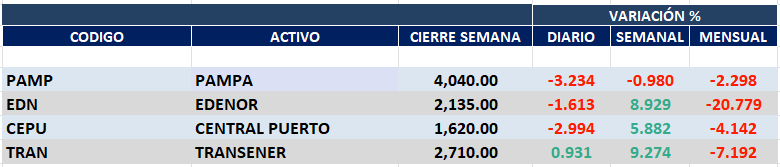 VARIACIÓN %
CODIGO ACTIVO CIERRE SEMANA DIARIO SEMANAL MENSUAL
PAMP PAMPA 4,040.00 -3.234 -0.980 -2.298
EDN EDENOR 2,135.00 -1.613 8.929 -20.779
CEPU CENTRAL PUERTO 1,620.00 -2.994 5.882 -4.142
TRAN TRANSENER 2,710.00 0.931 9.274 -7.192